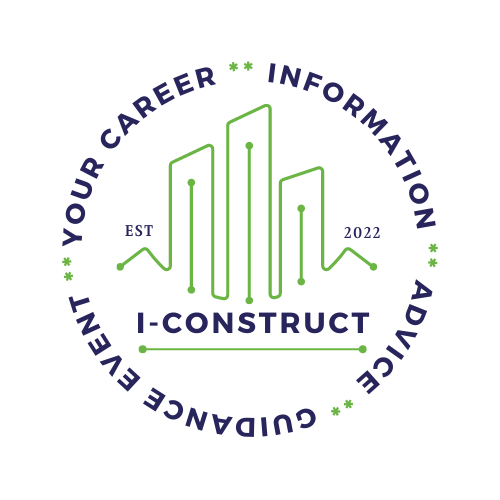 YOUR CAREER ** INFORMATION ** ADVICE ** GUIDANCE EVENT **
EST 2022
I-CONSTRUCT